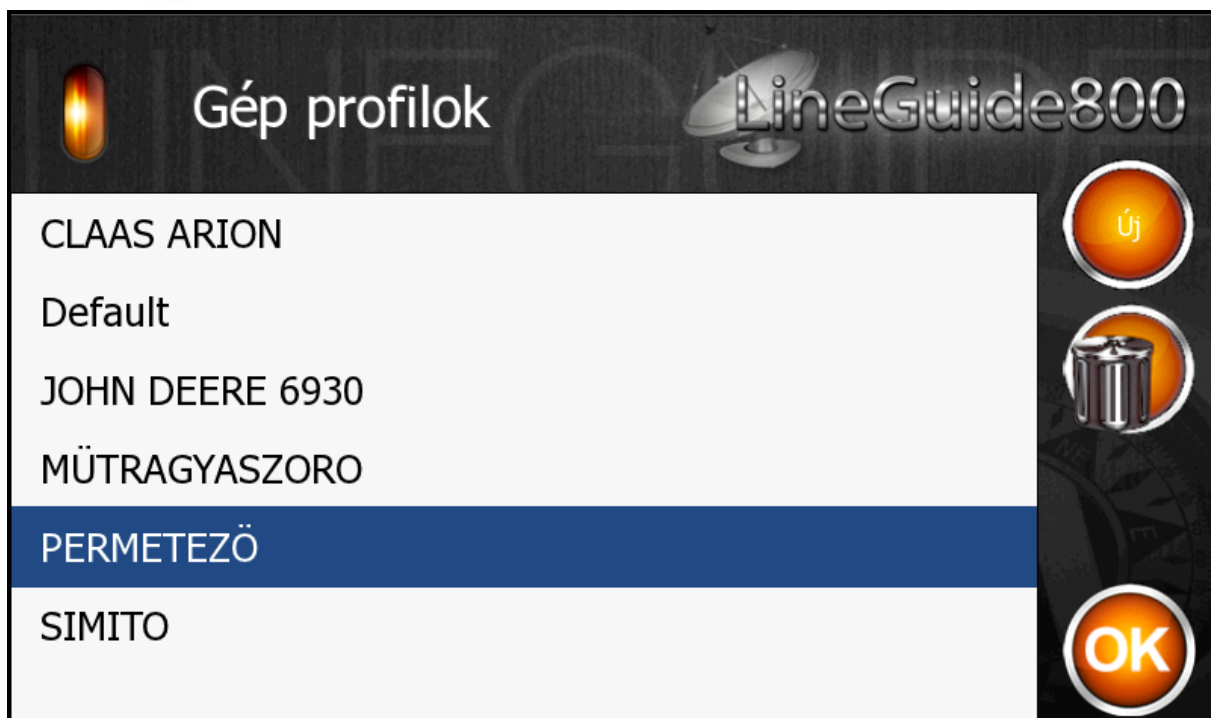 Gép profilok
LineGuide800
CLAAS ARION
Új
Default
JOHN DEERE 6930
MÜTRAGYASZORO
PERMETEZÖ
SIMITO
OK